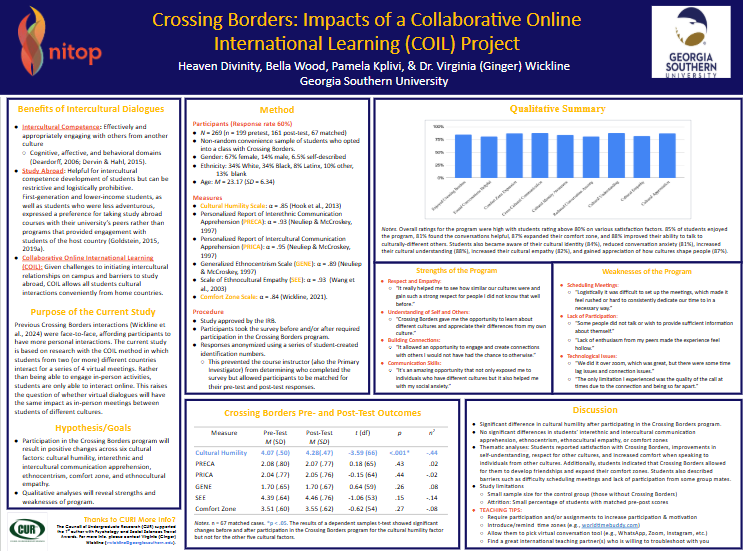 Crossing Borders: Impacts of a Collaborative Online
International Learning (COIL) Project
Heaven Divinity, Bella Wood, Pamela Kplivi, & Dr. Virginia (Ginger) Wickline
Georgia Southern University
nitop
GEORGIA
SOUTHERN
UNIVERSITY
Benefits of Intercultural Dialogues
● Intercultural Competence: Effectively and
appropriately engaging with others from another
culture
○ Cognitive, affective, and behavioral domains
(Deardorff, 2006; Dervin & Hahl, 2015).
● Study Abroad: Helpful for intercultural
competence development of students but can be
restrictive and logistically prohibitive.
First-generation and lower-income students, as
well as students who were less adventurous,
expressed a preference for taking study abroad
courses with their university's peers rather than
programs that provided engagement with
students of the host country (Goldstein, 2015,
2019a).
● Collaborative Online International Learning
(COIL): Given challenges to initiating intercultural
relationships on campus and barriers to study
abroad, COIL allows all students cultural
interactions conveniently from home countries.
Purpose of the Current Study
Previous Crossing Borders interactions (Wickline et
al., 2024) were face-to-face, affording participants to
have more personal interactions. The current study
is based on research with the COIL method in which
students from two (or more) different countries
interact for a series of 4 virtual meetings. Rather
than being able to engage in-person activities,
students are only able to interact online. This raises
the question of whether virtual dialogues will have
the same impact as in-person meetings between
students of different cultures.
Hypothesis/Goals
● Participation in the Crossing Borders program will
result in positive changes across six cultural
factors: cultural humility, interethnic and
intercultural communication apprehension,
ethnocentrism, comfort zone, and ethnocultural
empathy.
● Qualitative analyses will reveal strengths and
weaknesses of program.
CUR
Thanks to CUR! More Info?
The Council of Undergraduate Research (CUR) supported
the 1st author with Psychology and Social Sciences Travel
Awards. For more info, please contact Virginia (Ginger)
Wickline (vwickline@georgiasouthern.edu).
Method
Participants (Response rate 60%)
● N = 269 (n = 199 pretest, 161 post-test, 67 matched)
● Non-random convenience sample of students who opted
into a class with Crossing Borders.
● Gender: 67% female, 14% male, 6.5% self-described
● Ethnicity: 34% White, 34% Black, 8% Latinx, 10% other,
13% blank
● Age: M = 23.17 (SD = 6.34)
Measures
● Cultural Humility Scale: α = .85 (Hook et al., 2013)
● Personalized Report of Interethnic Communication
Apprehension (PRECA): α = .93 (Neuliep & McCroskey,
1997)
● Personalized Report of Intercultural Communication
Apprehension (PRICA): α = .95 (Neuliep & McCroskey,
1997)
● Generalized Ethnocentrism Scale (GENE): α = .89 (Neuliep
& McCroskey, 1997)
● Scale of Ethnocultural Empathy (SEE): α = .93 (Wang et
al., 2003)
● Comfort Zone Scale: α = .84 (Wickline, 2021).
Procedure
● Study approved by the IRB.
● Participants took the survey before and/or after required
participation in the Crossing Borders program.
● Responses anonymized using a series of student-created
identification numbers.
○ This prevented the course instructor (also the Primary
Investigator) from determining who completed the
survey but allowed participants to be matched for
their pre-test and post-test responses.
Qualitative Summary
100%
75%
50%
25%
0%
Notes. Overall ratings for the program were high with students rating above 80% on various satisfaction factors. 85% of students enjoyed
the program, 81% found the conversations helpful, 87% expanded their comfort zone, and 88% improved their ability to talk to
culturally-different others. Students also became aware of their cultural identity (84%), reduced conversation anxiety (81%), increased
their cultural understanding (88%), increased their cultural empathy (82%), and gained appreciation of how cultures shape people (87%).
Strengths of the Program
● Respect and Empathy:
○ "It really helped me to see how similar our cultures were and
gain such a strong respect for people I did not know that well
before."
● Understanding of Self and Others:
○ "Crossing Borders gave me the opportunity to learn about
different cultures and appreciate their differences from my own
culture."
● Building Connections:
○ "It allowed an opportunity to engage and create connections
with others I would not have had the chance to otherwise."
● Communication Skills:
○ "It's an amazing opportunity that not only exposed me to
individuals who have different cultures but it also helped me
with my social anxiety."
Weaknesses of the Program
● Scheduling Meetings:
○ "Logistically it was difficult to set up the meetings, which made it
feel rushed or hard to consistently dedicate our time to in a
necessary way."
● Lack of Participation:
○ "Some people did not talk or wish to provide sufficient information
about themself."
○ "Lack of enthusiasm from my peers made the experience feel
hollow."
● Technological Issues:
○ "We did it over zoom, which was great, but there were some time
lag issues and connection issues."
○ "The only limitation I experienced was the quality of the call at
times due to the connection and being so far apart."
Crossing Borders Pre- and Post-Test Outcomes
Measure Pre-Test Post-Test t (df) p η²
M (SD) M (SD)
Cultural Humility 4.07 (.50) 4.28(.47) -3.59 (66) <.001* -.44
PRECA 2.08 (.80) 2.07 (.77) 0.18 (65) .43 .02
PRICA 2.04 (.77) 2.05 (.76) -0.15 (64) .44 -.02
GENE 1.70 (.65) 1.67 (.67) 0.64 (59) .26 .08
SEE 4.39 (.64) 4.46 (.76) -1.06 (53) .15 -.14
Comfort Zone 3.51 (.60) 3.55 (.62) -0.62 (54) .27 -.08
Notes. n = 67 matched cases. *p < .05. The results of a dependent samples t-test showed significant
changes before and after participation in the Crossing Borders program for the cultural humility factor
but not for the other five cultural factors.
Discussion
● Significant difference in cultural humility after participating in the Crossing program.
● No significant differences in students' interethnic and intercultural communication
apprehension, ethnocentrism, ethnocultural empathy, or comfort zones
● Thematic analyses: Students reported satisfaction with Crossing Borders, improvements in
self-understanding, respect for other cultures, and increased comfort when speaking to
individuals from other cultures. Additionally, students indicated that Crossing Borders allowed
for them to develop friendships and expand their comfort zones. Students also described
barriers such as difficulty scheduling meetings and lack of participation from some group mates.
● Study limitations
○ Small sample size for the control group (those without Crossing Borders)
○ Attrition: Small percentage of students with matched pre-post scores
● TEACHING TIPS:
○ Require participation and/or assignments to increase participation & motivation
○ Introduce/remind time zones (e.g., worldtimebuddy.com)
○ Allow them to pick virtual conversation tool (e.g., WhatsApp, Zoom, Instagram, etc.)
○ Find a great international teaching partner(s) who is willing to troubleshoot with you